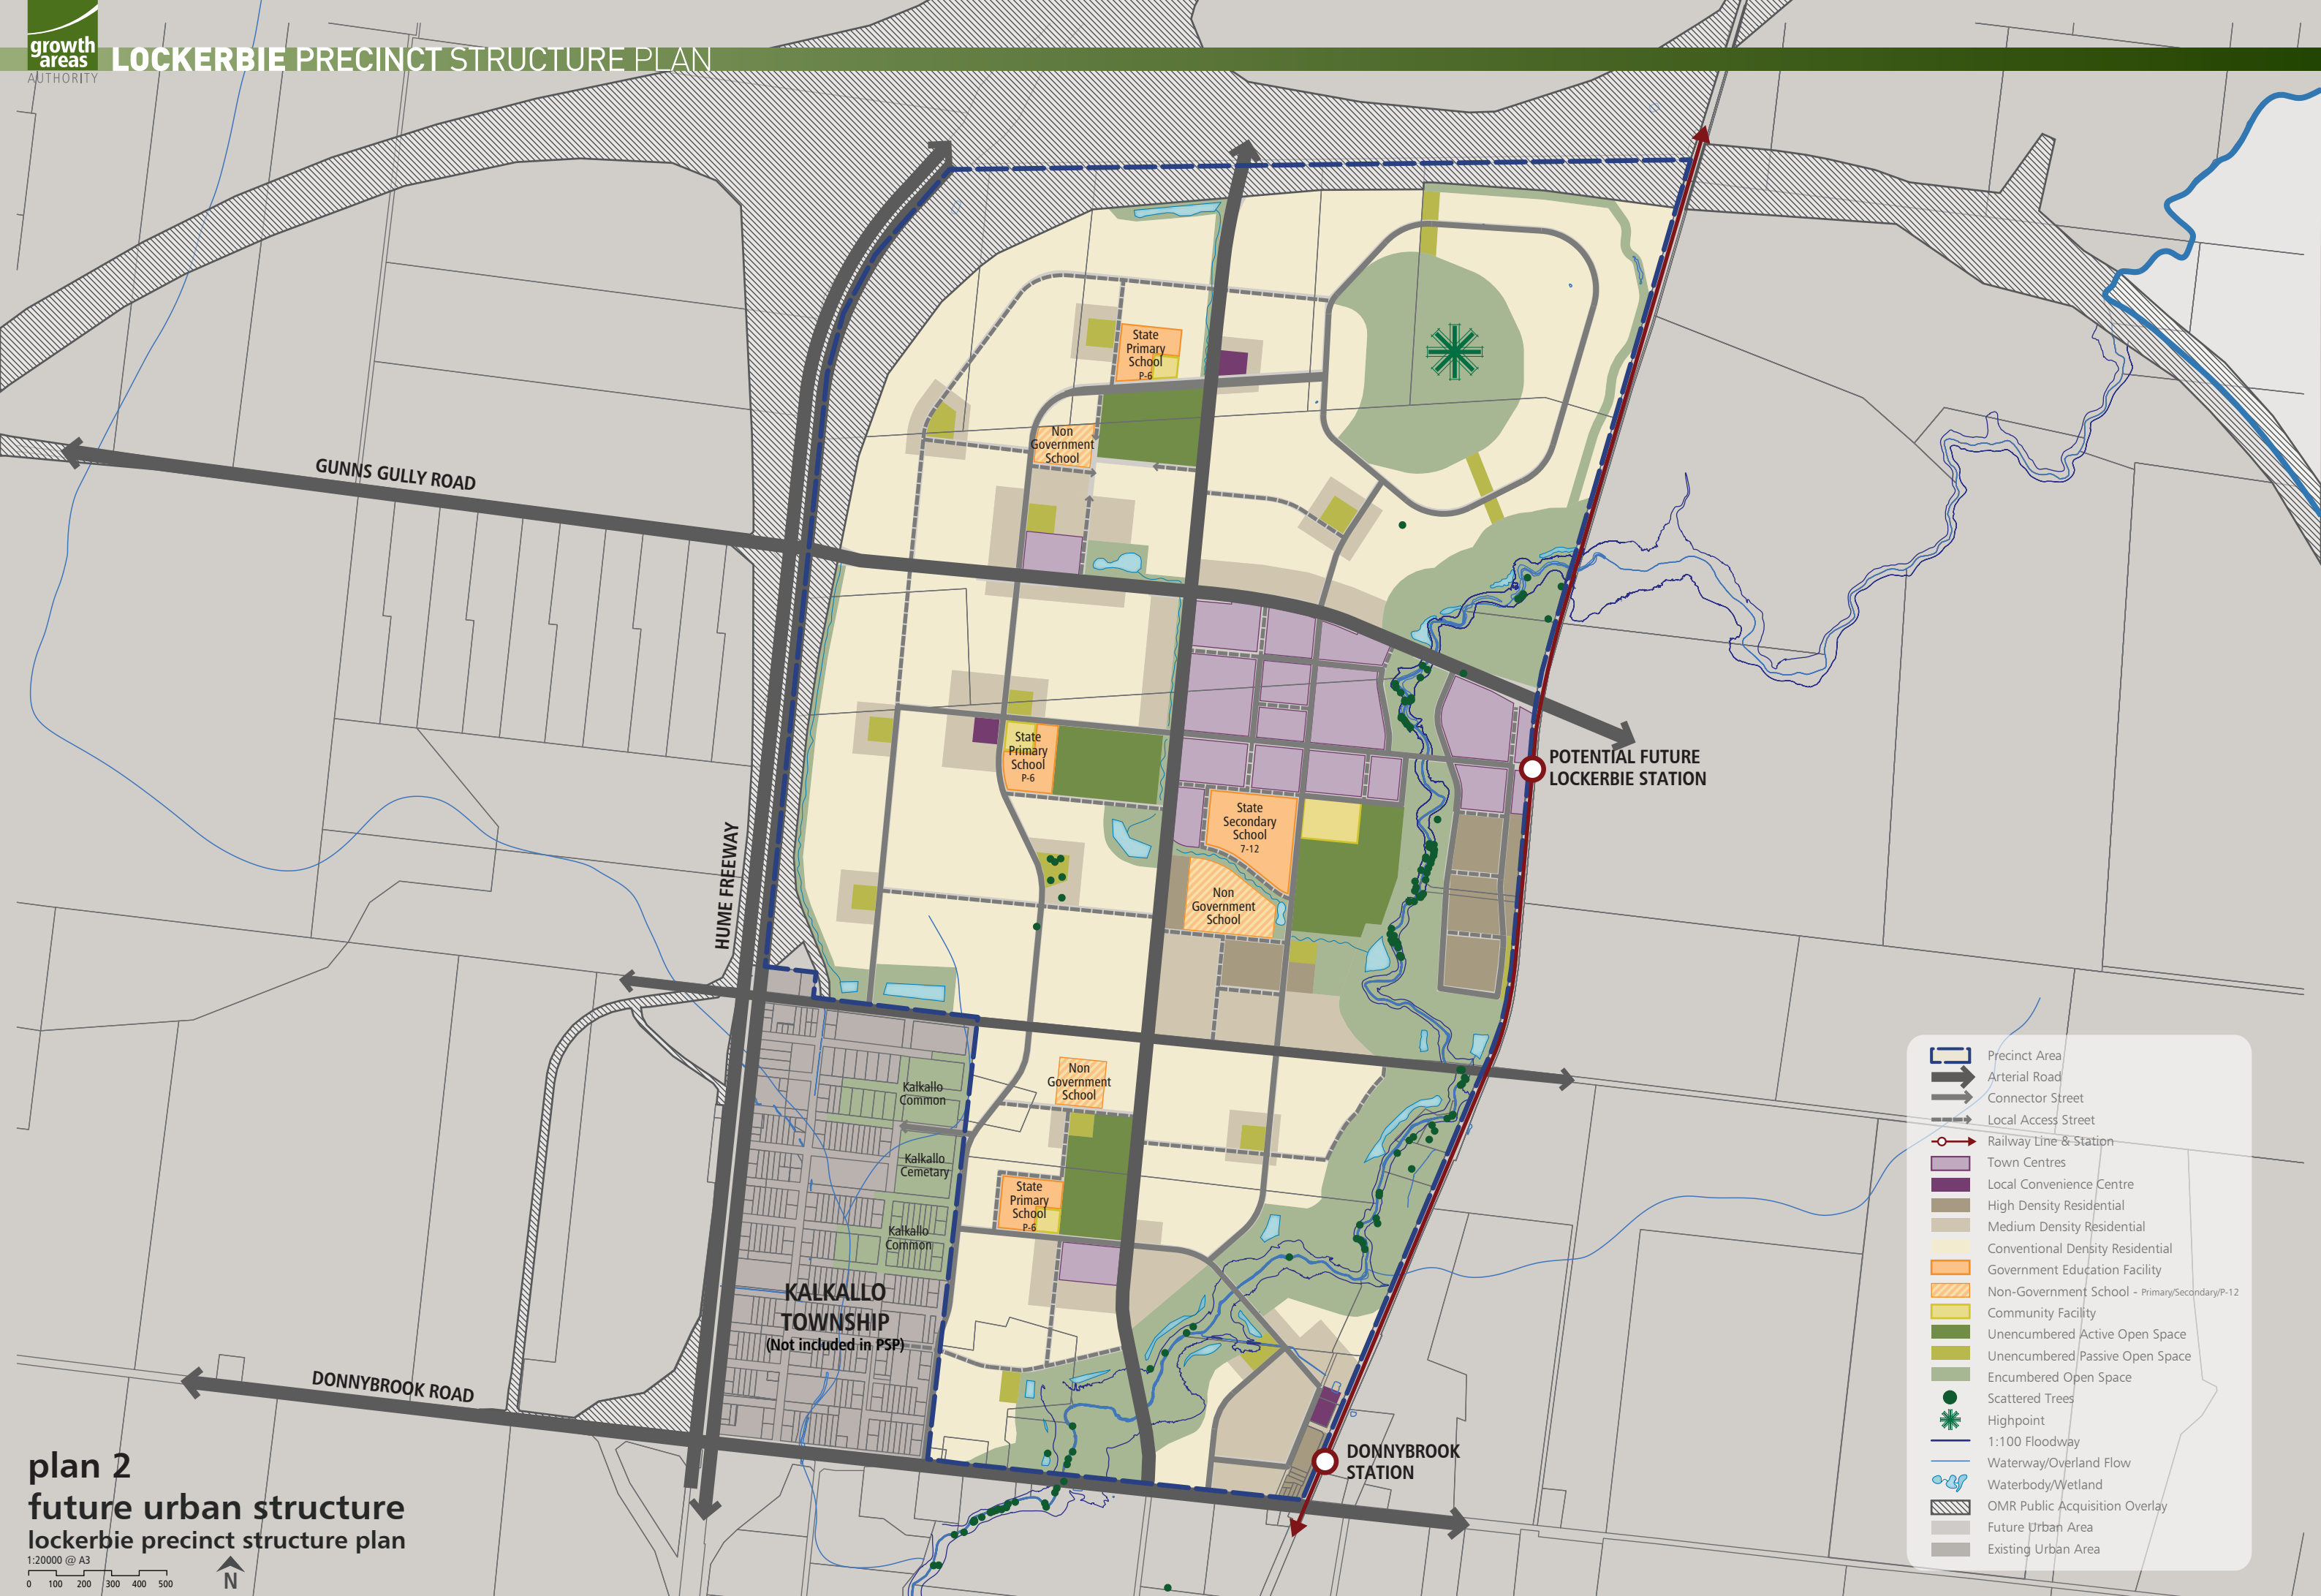 growth
areas
AUTHORITY
LOCKERBIE PRECINCT STRUCTURE PLAN
State
Primary
School
P-6
Non
Government
School
GUNNS GULLY ROAD
HUME FREEWAY
State
Primary
School
P-6
POTENTIAL FUTURE
LOCKERBIE STATION
State
Secondary
School
7-12
Non
Government
School
Non
Government
School
Kalkallo
Common
Kalkallo
Cemetary
State
Primary
School
P-6
Kalkallo
Common
KALKALLO
TOWNSHIP
(Not included in PSP)
DONNYBROOK ROAD
DONNYBROOK
STATION
Precinct Area
Arterial Road
Connector Street
Local Access Street
Railway Line & Station
Town Centres
Local Convenience Centre
High Density Residential
Medium Density Residential
Conventional Density Residential
Government Education Facility
Non-Government School - Primary/Secondary/P-12
Community Facility
Unencumbered Active Open Space
Unencumbered Passive Open Space
Encumbered Open Space
Scattered Trees
Highpoint
1:100 Floodway
Waterway/Overland Flow
Waterbody/Wetland
OMR Public Acquisition Overlay
Future Urban Area
Existing Urban Area
plan 2
future urban structure
lockerbie precinct structure plan
1:20000 @ A3
0 100 200 300 400 500
N